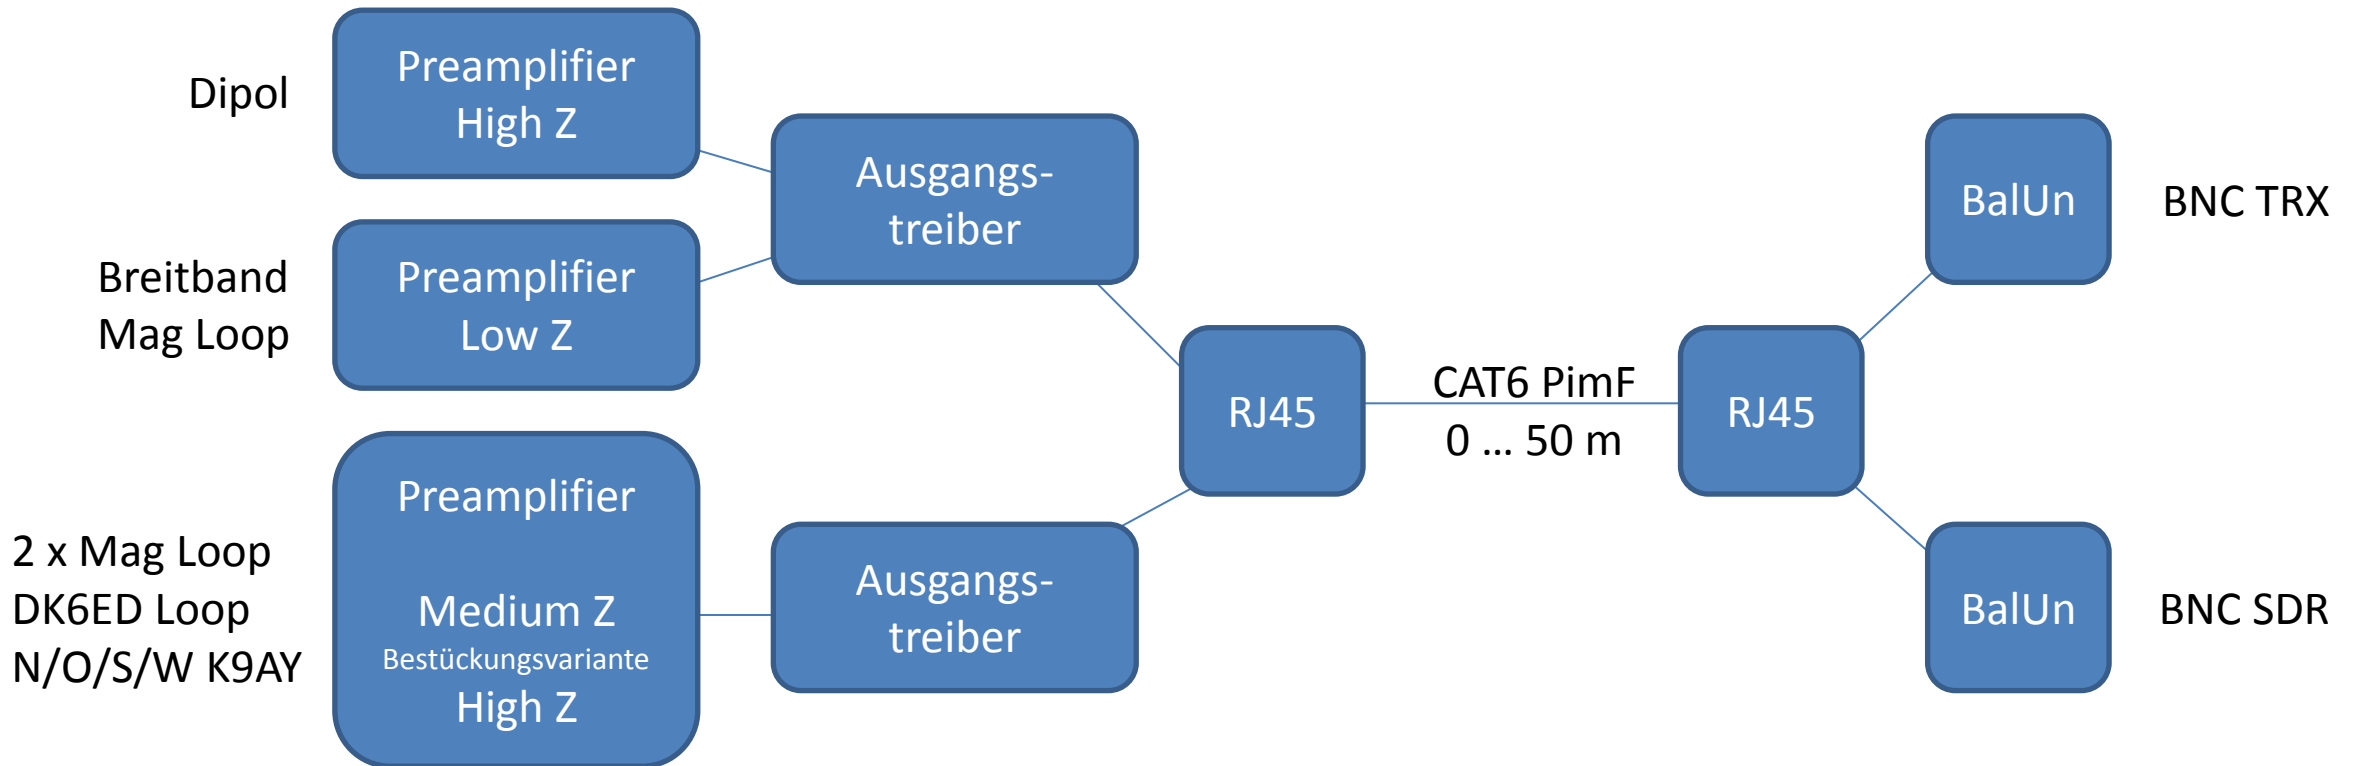 Dipol
Preamplifier
High Z
Breitband
Mag Loop
Preamplifier
Low Z
2 x Mag Loop
DK6ED Loop
N/O/S/W K9AY
Preamplifier
Medium Z
Bestückungsvariante
High Z
Ausgangs-
treiber
Ausgangs-
treiber
RJ45
CAT6 PimF
0 ... 50 m
RJ45
BalUn
BNC TRX
BalUn
BNC SDR